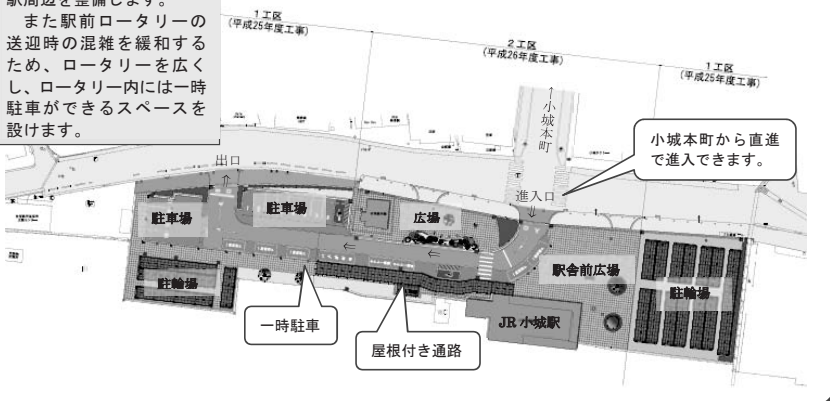 駅周辺を整備します。
　また駅前ロータリーの
送迎時の混雑を緩和する
ため、ロータリーを広く
し、ロータリー内には一時
駐車ができるスペースを
設けます。
1工区
(平成25年度工事)
2工区
(平成26年度工事)
1工区
(平成25年度工事)
↑小城本町
小城本町から直進
で進入できます。
出口
↑
進入口
↓
駐車場
駐車場
広場
⇐
⇐
駅舎前広場
駐輪場
駐輪場
一時駐車
屋根付き通路
JR 小城駅